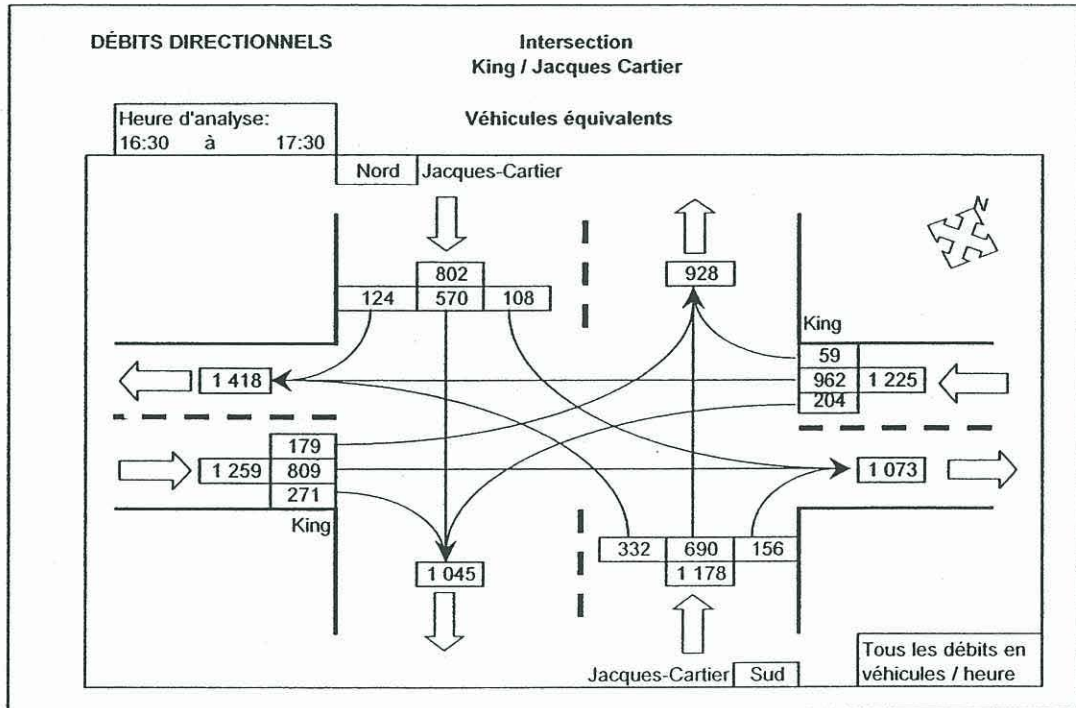 DÉBITS DIRECTIONNELS
Intersection
King / Jacques Cartier
Heure d'analyse:
16:30 à 17:30
Véhicules équivalents
Nord Jacques-Cartier
N
802
124 570 108
928
King
59
962 1 225
204
1 418
179
1 259 809
271
King
1 073
332 690 156
1 178
1 045
Jacques-Cartier Sud
Tous les débits en
véhicules / heure